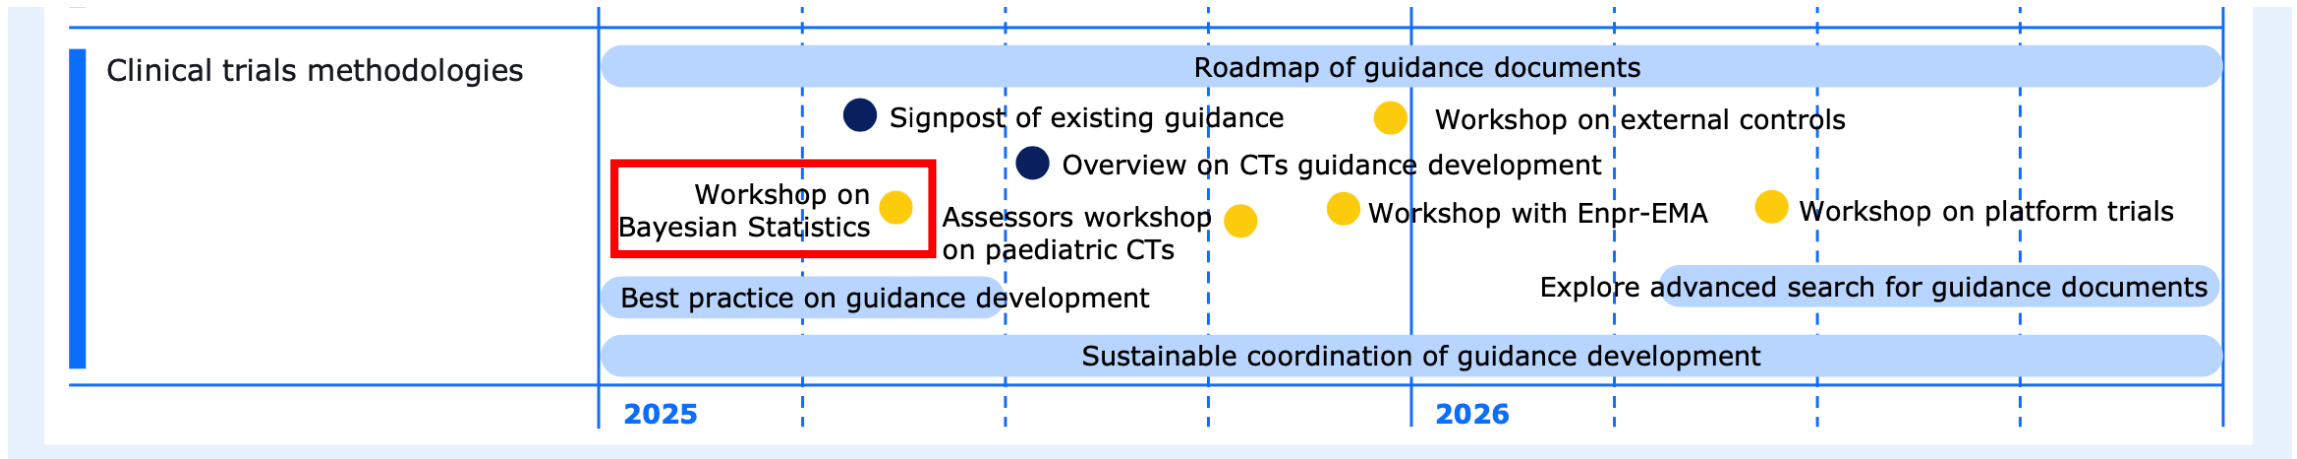 Clinical trials methodologies
Roadmap of guidance documents
Signpost of existing guidance
Workshop on external controls
Overview on CTs guidance development
Workshop on
Bayesian Statistics
Assessors workshop
on paediatric CTs
Workshop with Enpr-EMA
Workshop on platform trials
Best practice on guidance development
Explore advanced search for guidance documents
Sustainable coordination of guidance development
2025
2026